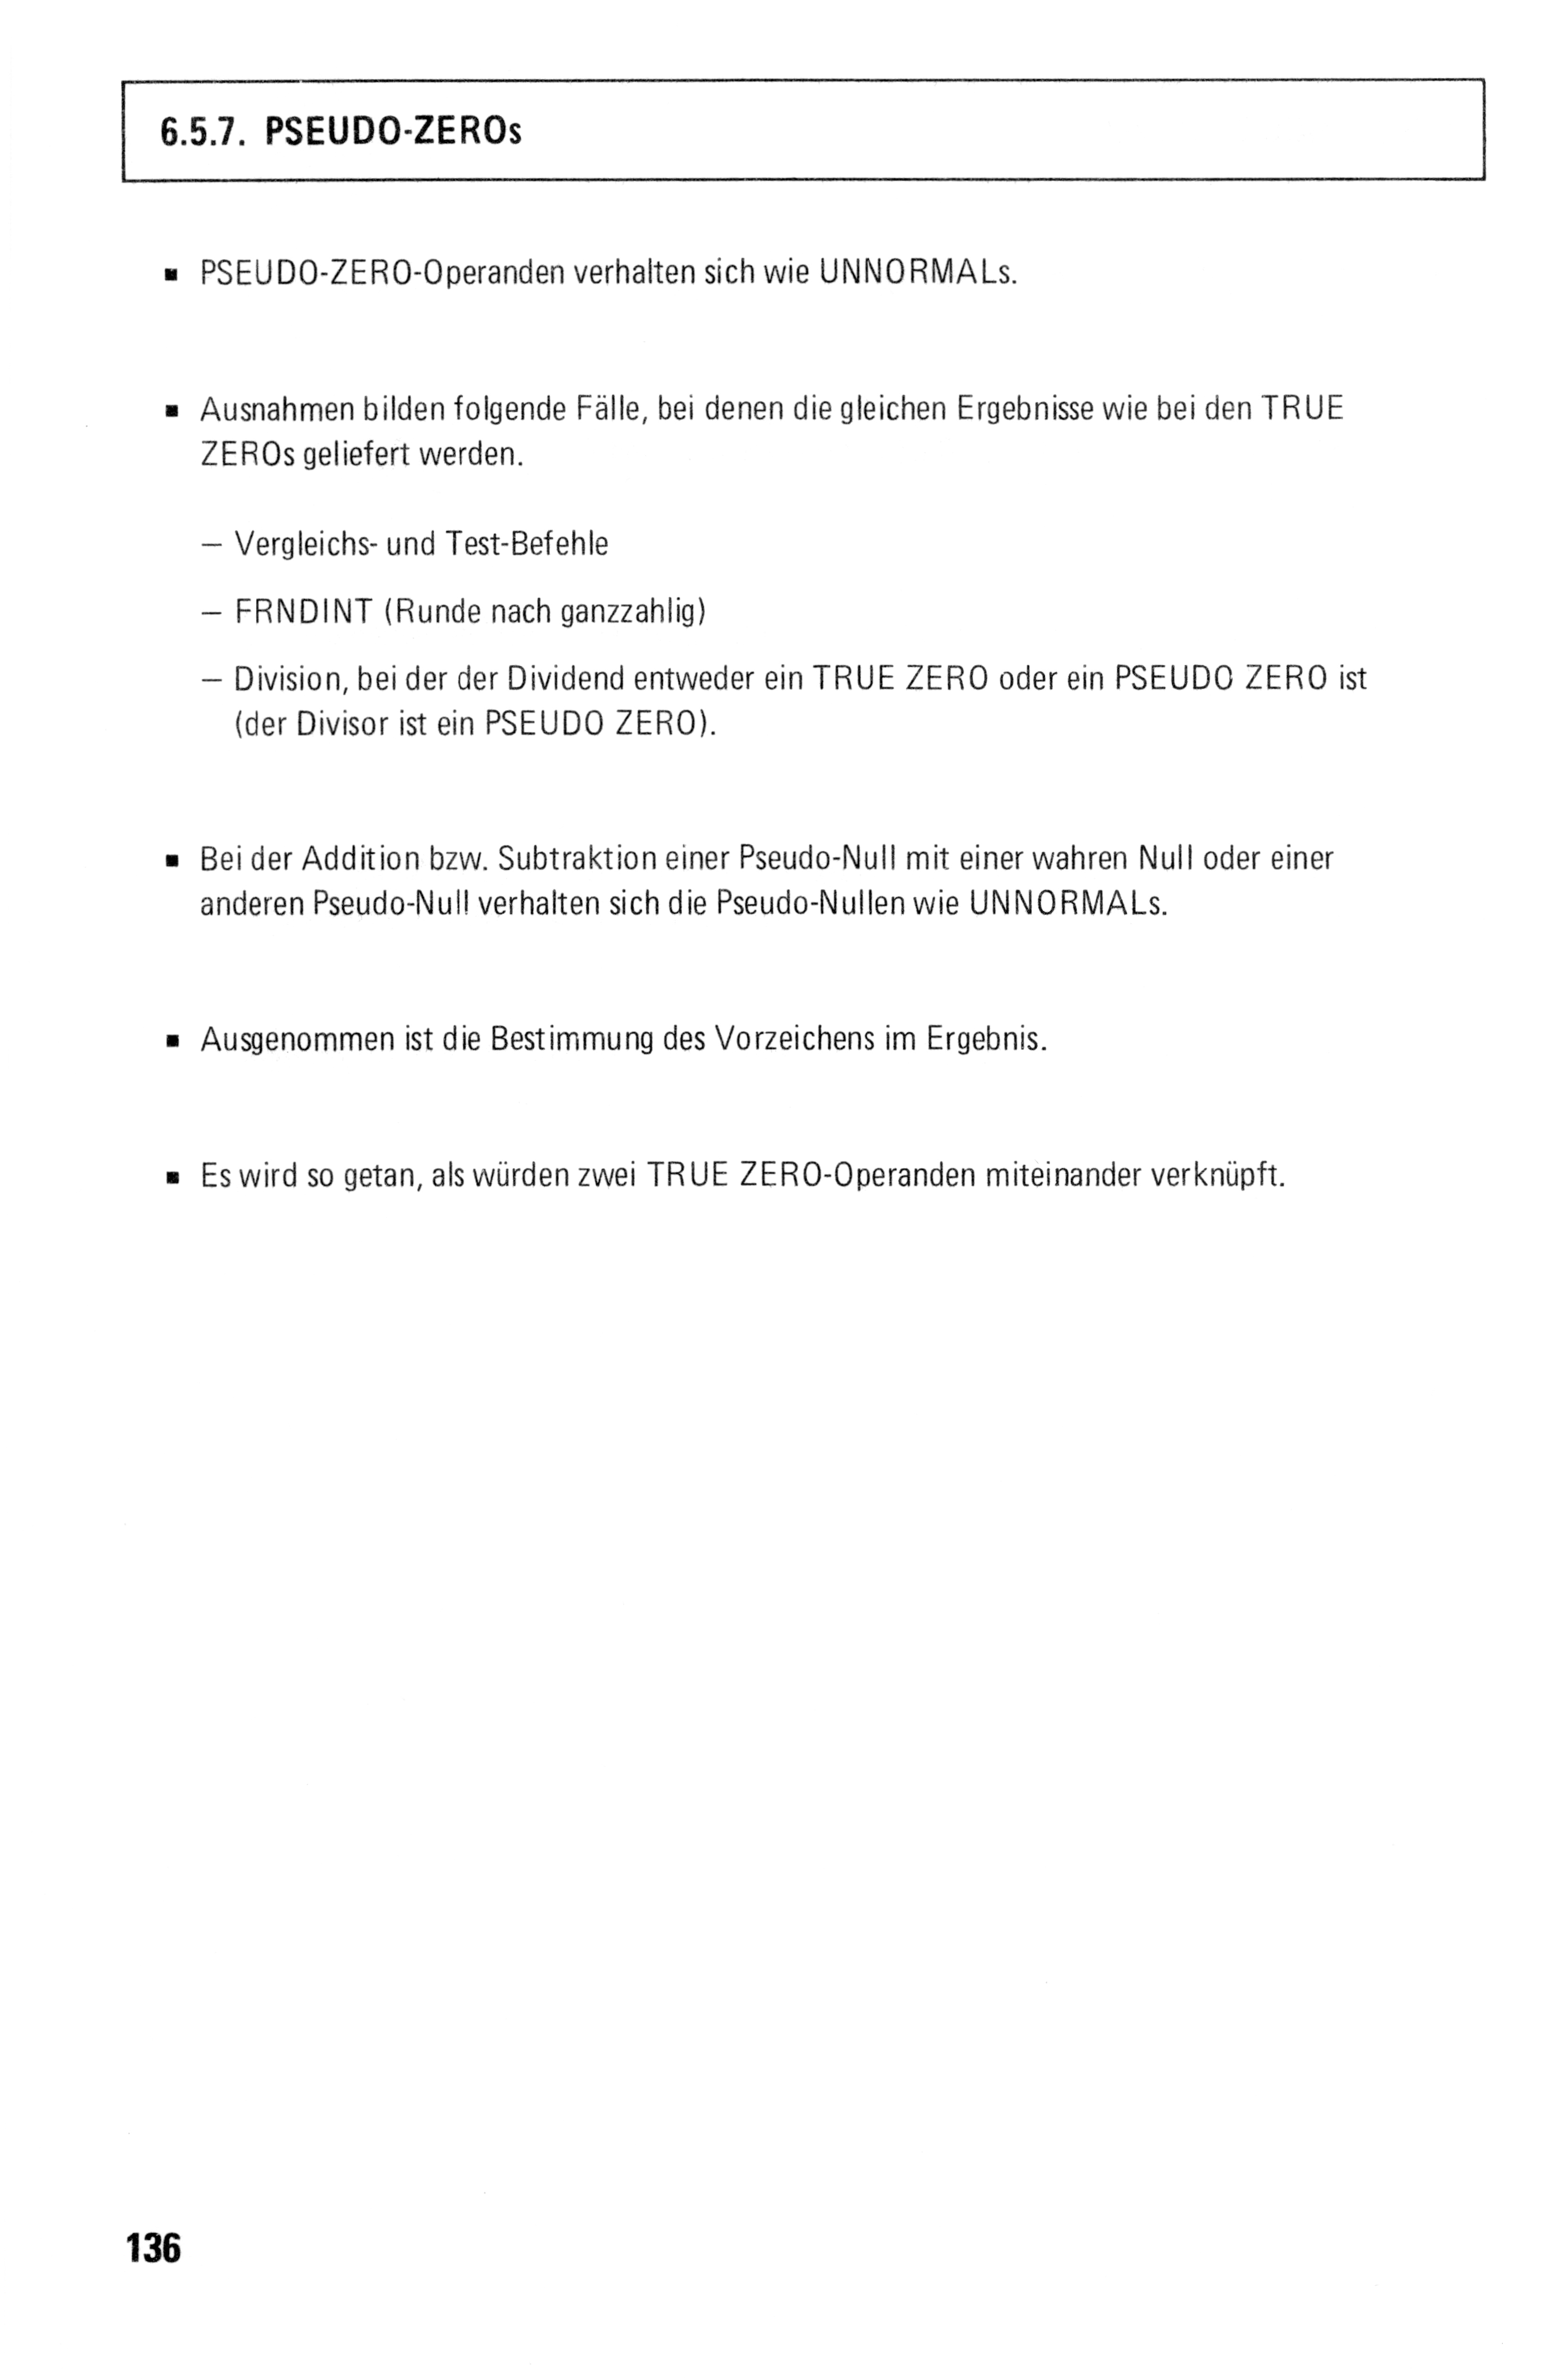 6.5.7. PSEUDO-ZEROs
▪ PSEUDO-ZERO-Operanden verhalten sich wie UNNORMALs.
▪ Ausnahmen bilden folgende Fälle, bei denen die gleichen Ergebnisse wie bei den TRUE
ZEROs geliefert werden.
– Vergleichs- und Test-Befehle
– FRNDINT (Runde nach ganzzahlig)
– Division, bei der der Dividend entweder ein TRUE ZERO oder ein PSEUDO ZERO ist
(der Divisor ist ein PSEUDO ZERO).
▪ Bei der Addition bzw. Subtraktion einer Pseudo-Null mit einer wahren Null oder einer
anderen Pseudo-Null verhalten sich die Pseudo-Nullen wie UNNORMALs.
▪ Ausgenommen ist die Bestimmung des Vorzeichens im Ergebnis.
▪ Es wird so getan, als würden zwei TRUE ZERO-Operanden miteinander verknüpft.
136